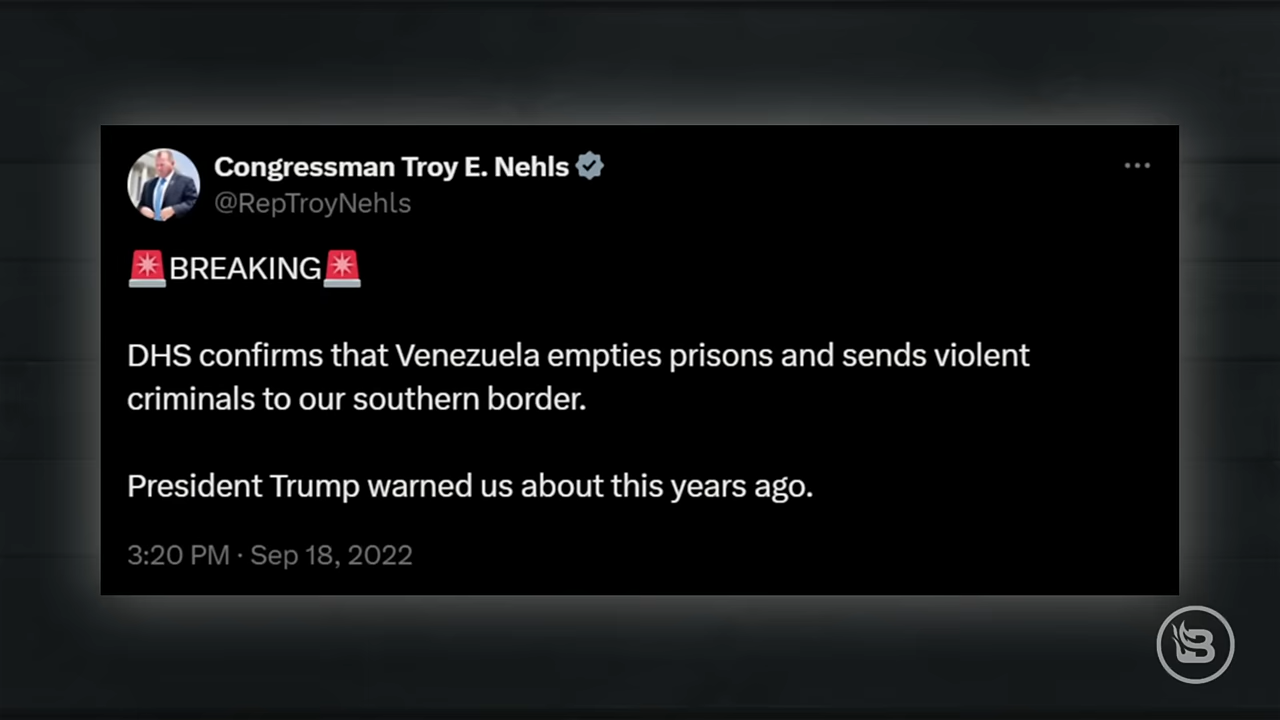 Congressman Troy E. Nehls
@RepTroyNehls
🚨BREAKING🚨
DHS confirms that Venezuela empties prisons and sends violent
criminals to our southern border.
President Trump warned us about this years ago.
3:20 PM · Sep 18, 2022
B